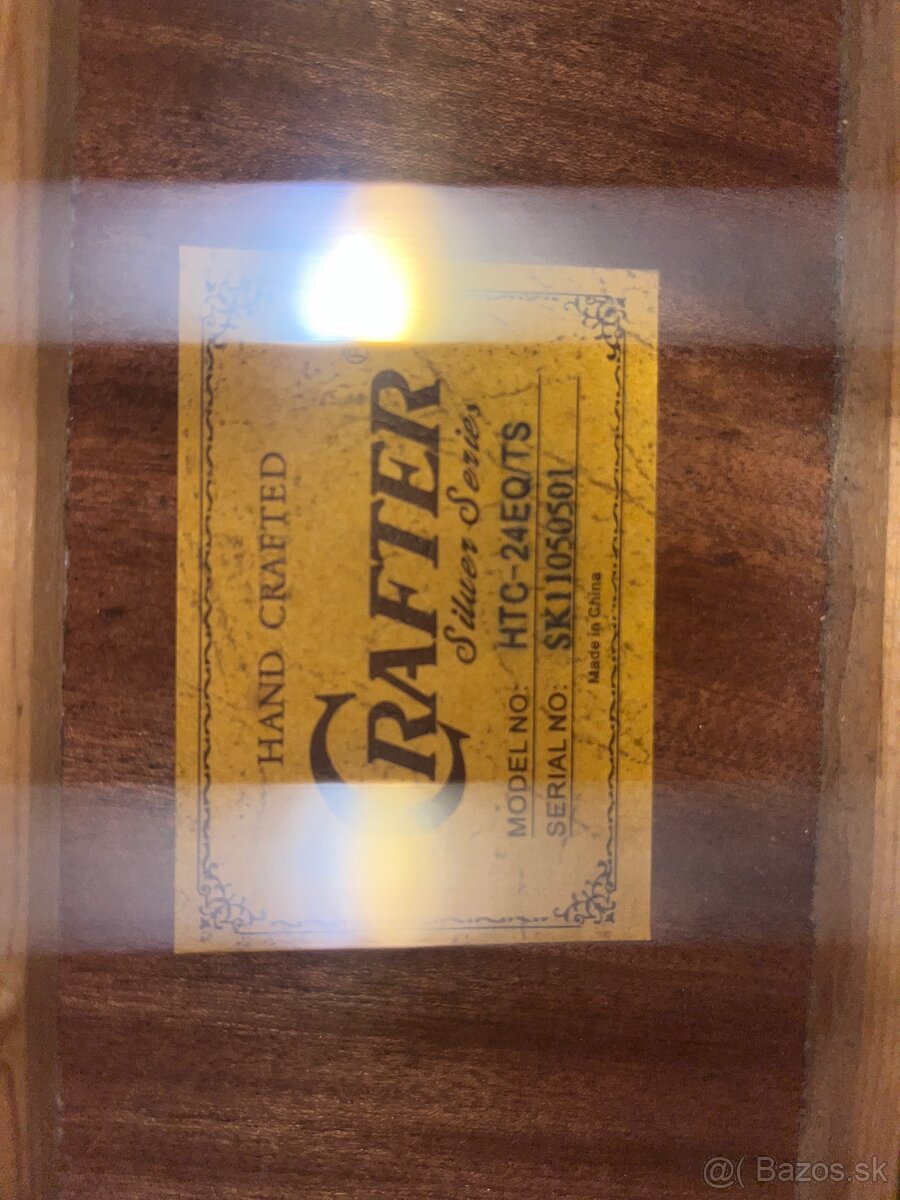 HAND CRAFTED
CRAFTER®
Silver Series
MODEL NO: HTC-24EQ/TS
SERIAL NO: SK11050501
Made in China
@( Bazos.sk